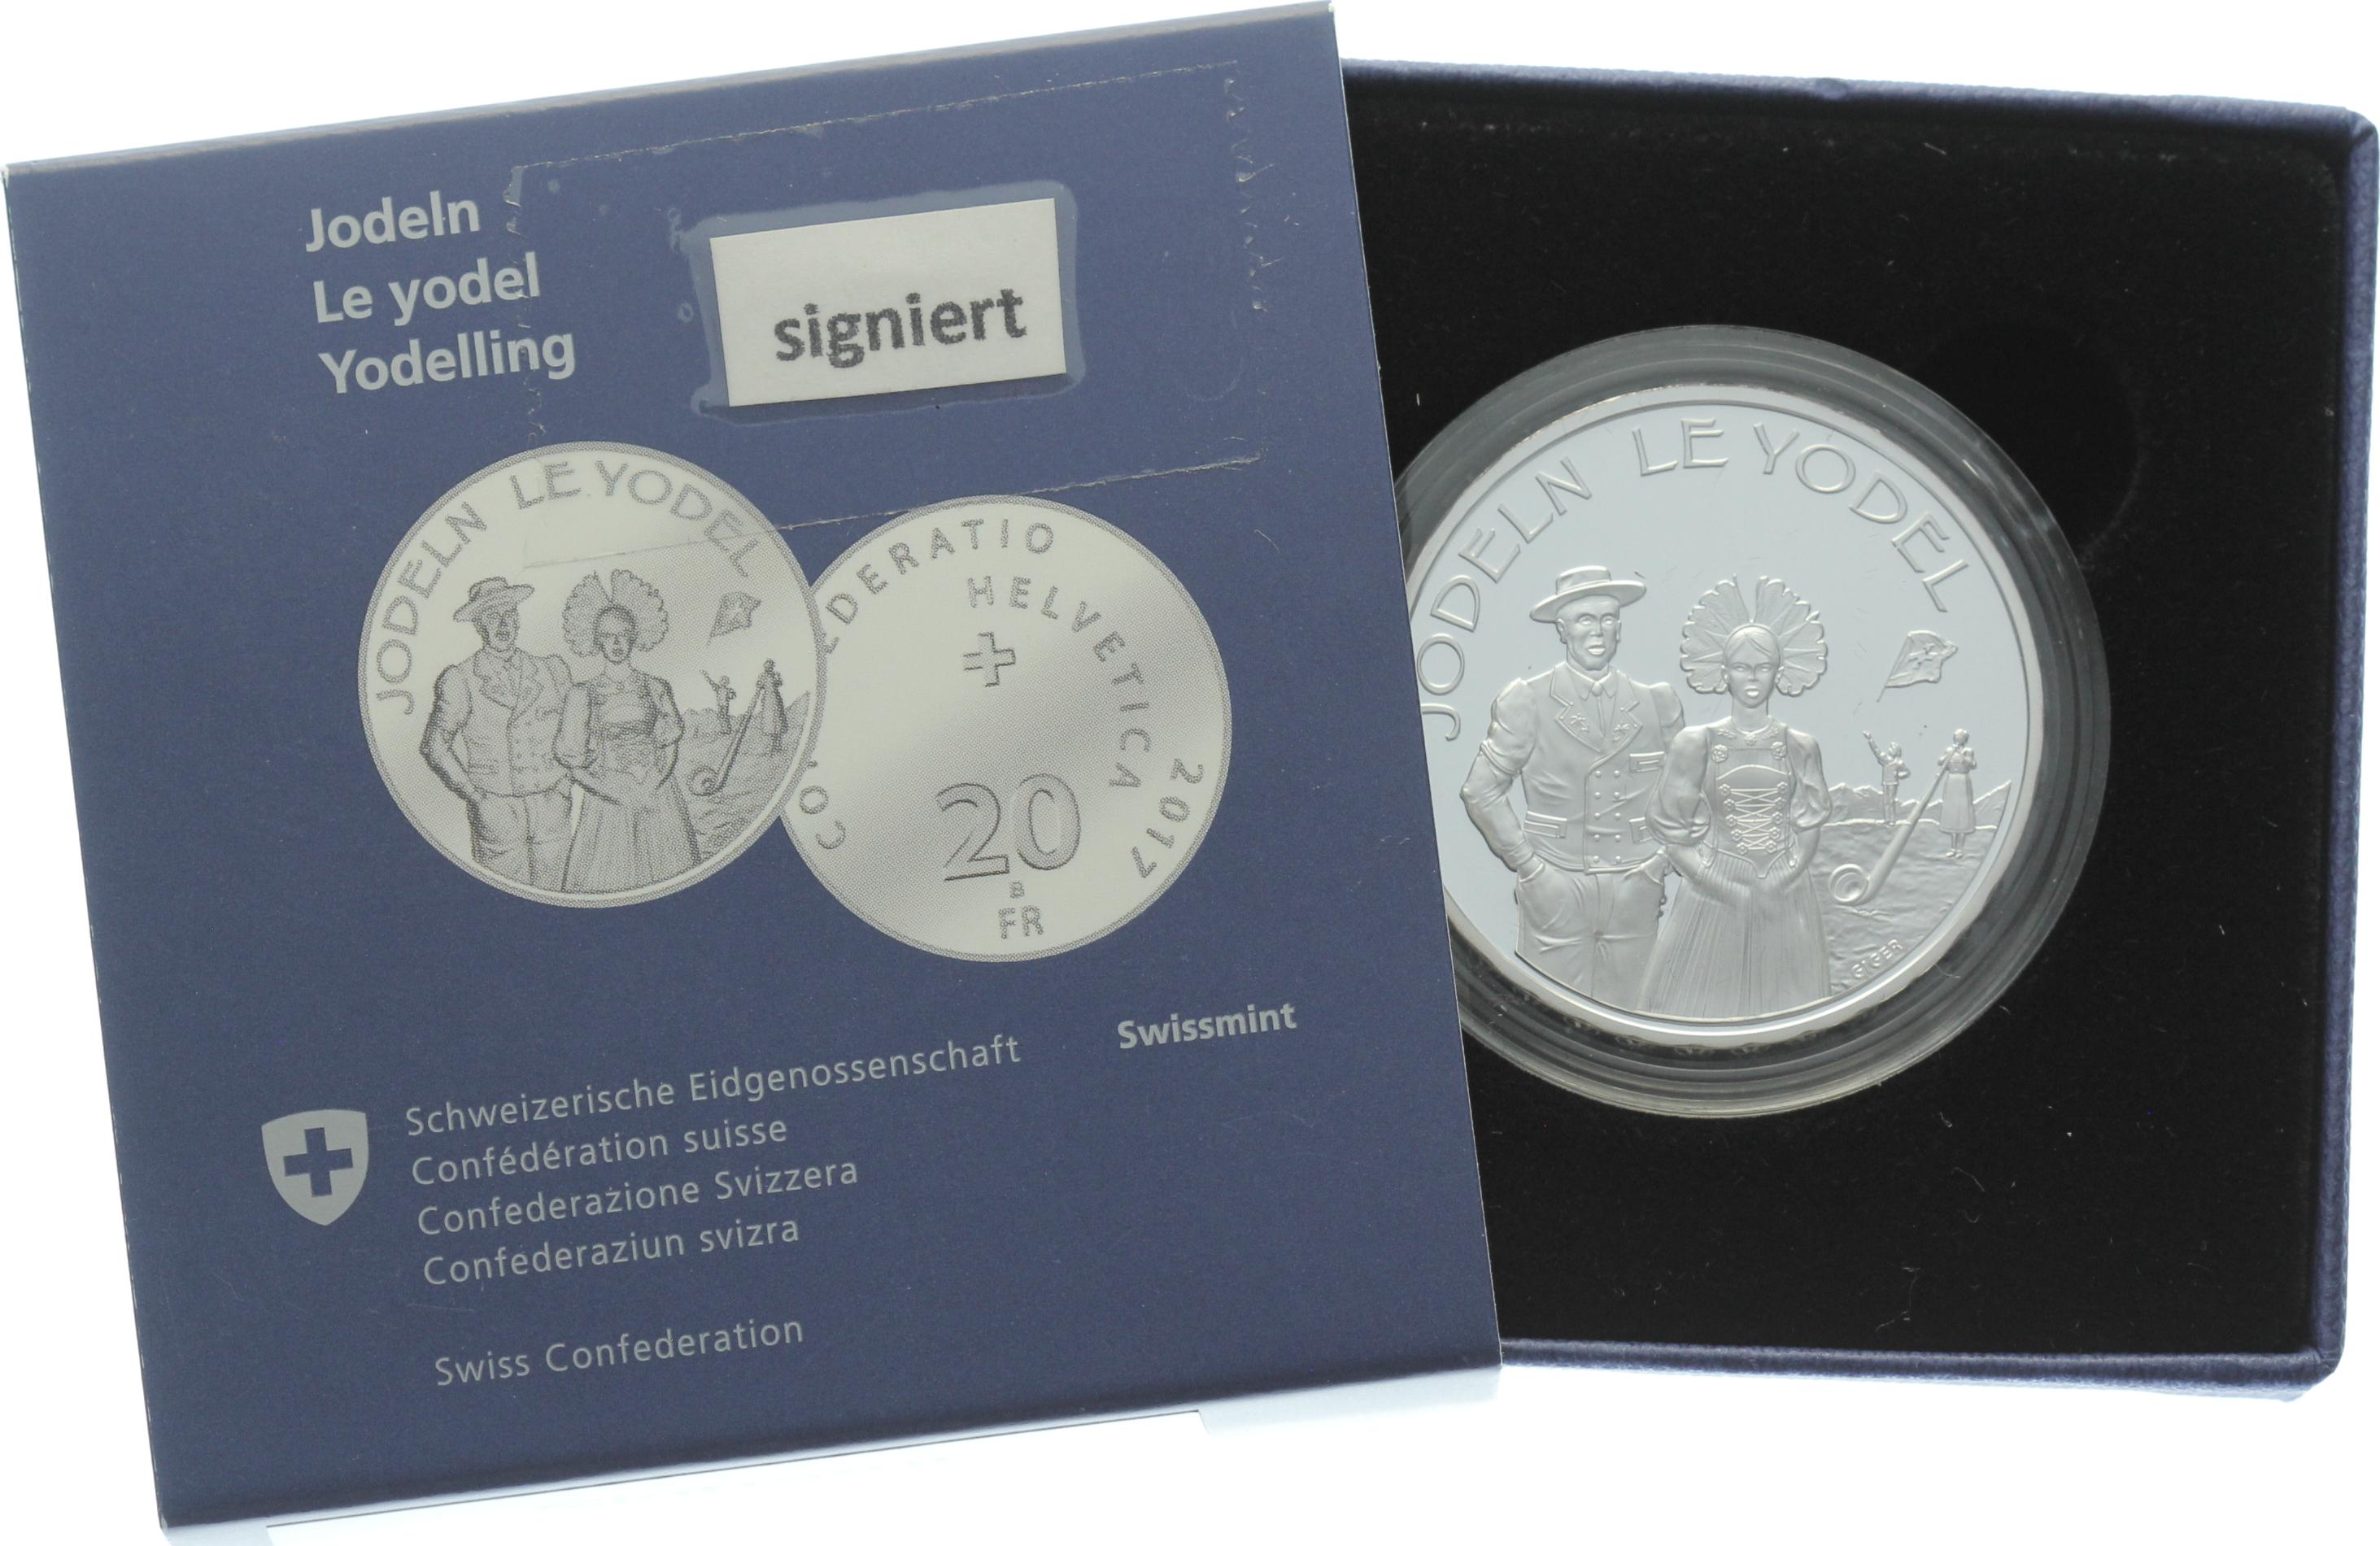 Jodeln
Le yodel
Yodelling
signiert
JODELN LE YODEL
HELVETICA 2017
20
B
FR
Swissmint
Schweizerische Eidgenossenschaft
Confédération suisse
Confederazione Svizzera
Confederaziun svizra
Swiss Confederation
JODELN LE YODEL
GIGER